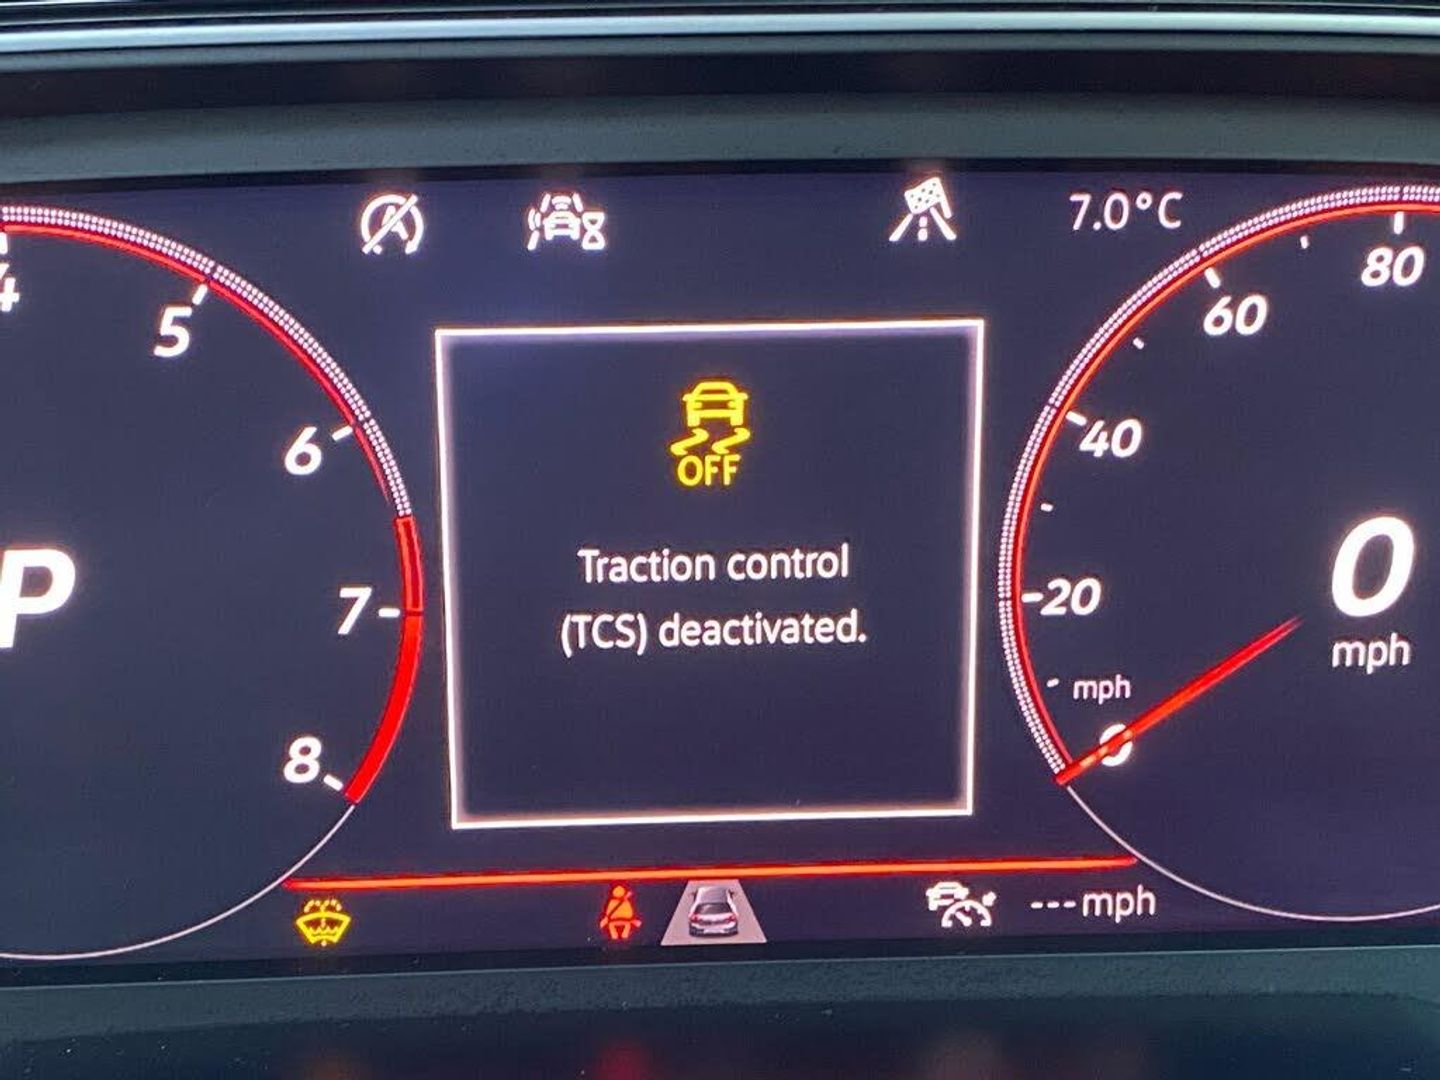 7.0°C
4
5
6
7
8
P
OFF
Traction control
(TCS) deactivated.
80
60
40
20
mph
0
0
mph
---mph